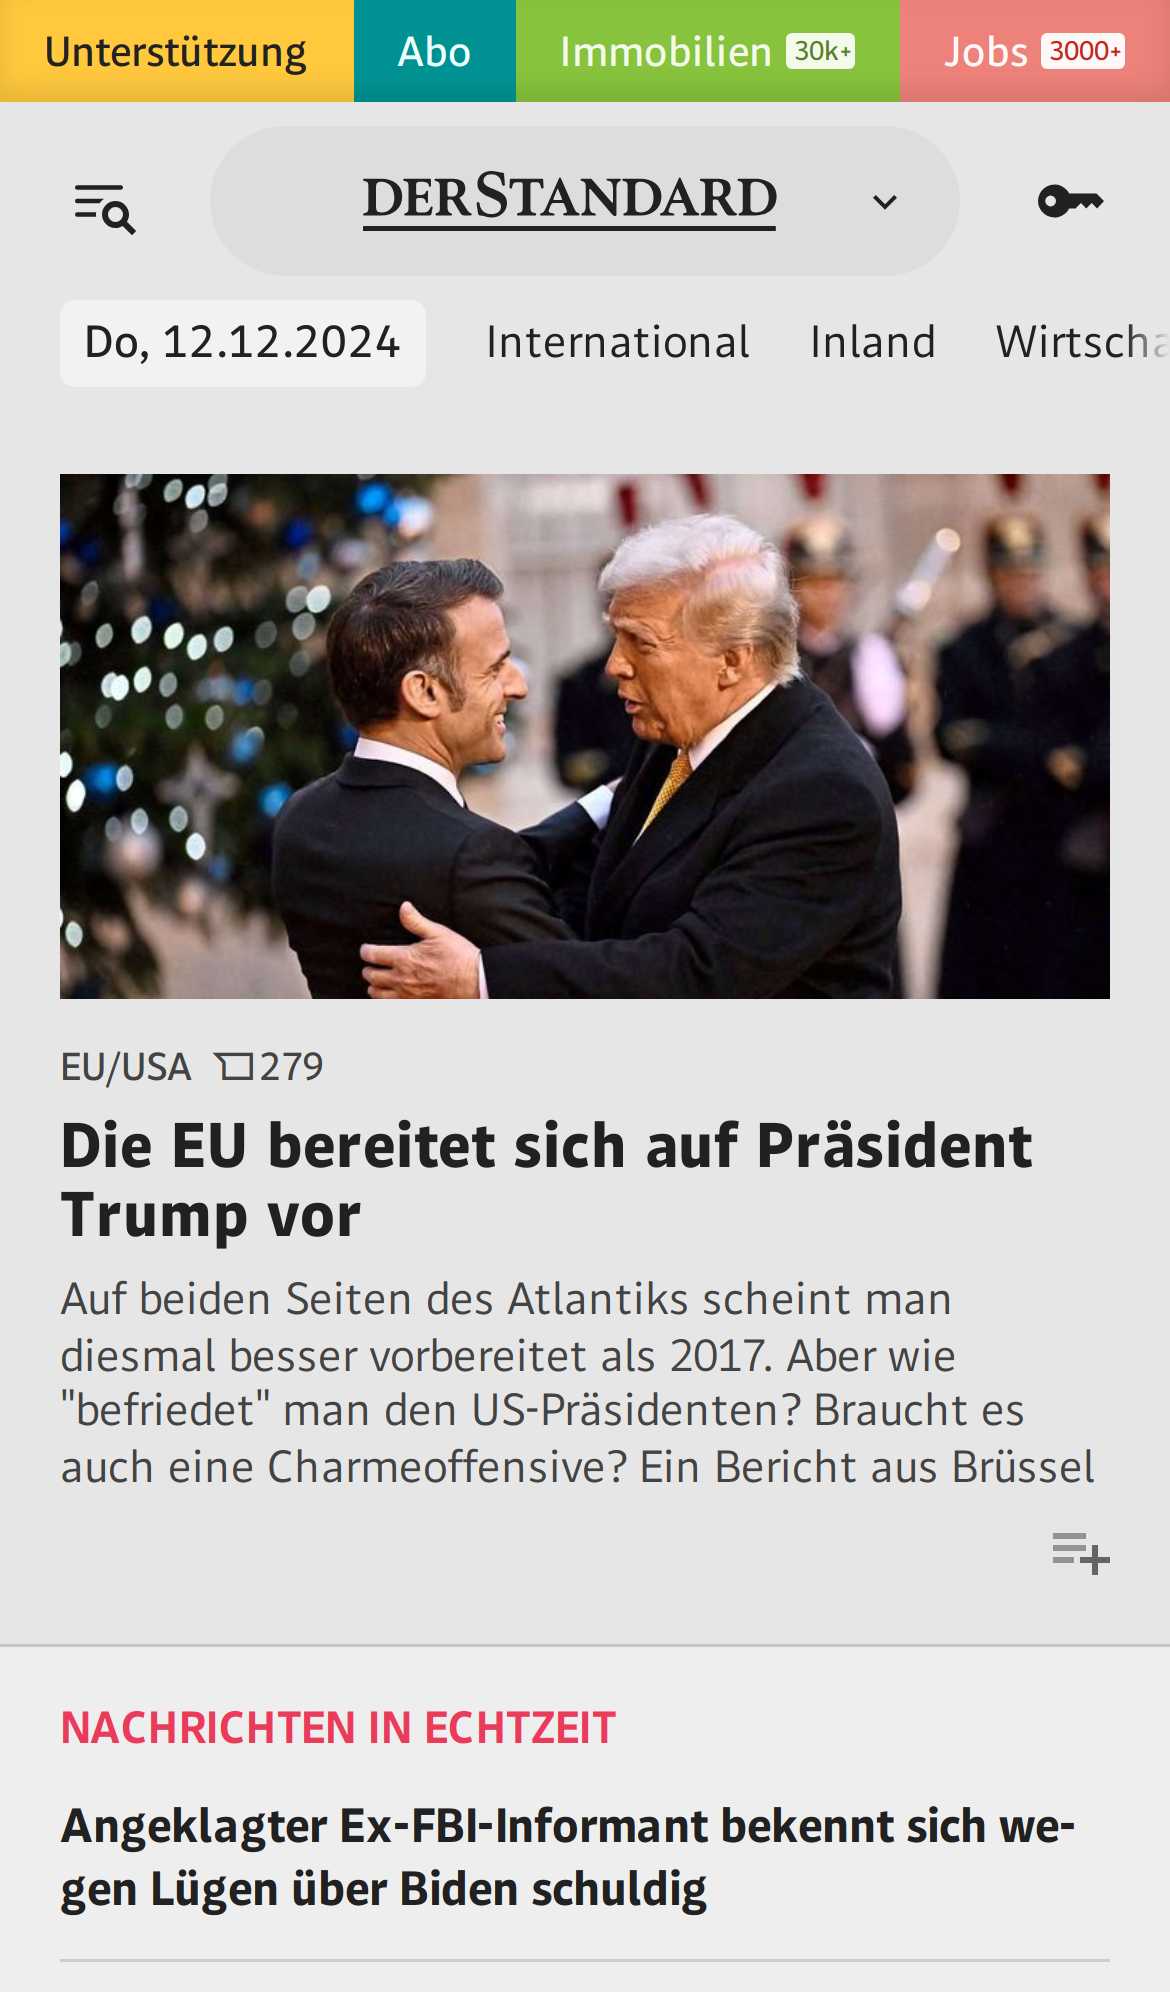 Unterstützung
Abo
Immobilien 30k+
Jobs 3000+
DERSTANDARD
Do, 12.12.2024 International Inland Wirtscha
EU/USA 279
Die EU bereitet sich auf Präsident
Trump vor
Auf beiden Seiten des Atlantiks scheint man
diesmal besser vorbereitet als 2017. Aber wie
"befriedet" man den US-Präsidenten? Braucht es
auch eine Charmeoffensive? Ein Bericht aus Brüssel
NACHRICHTEN IN ECHTZEIT
Angeklagter Ex-FBI-Informant bekennt sich we-
gen Lügen über Biden schuldig